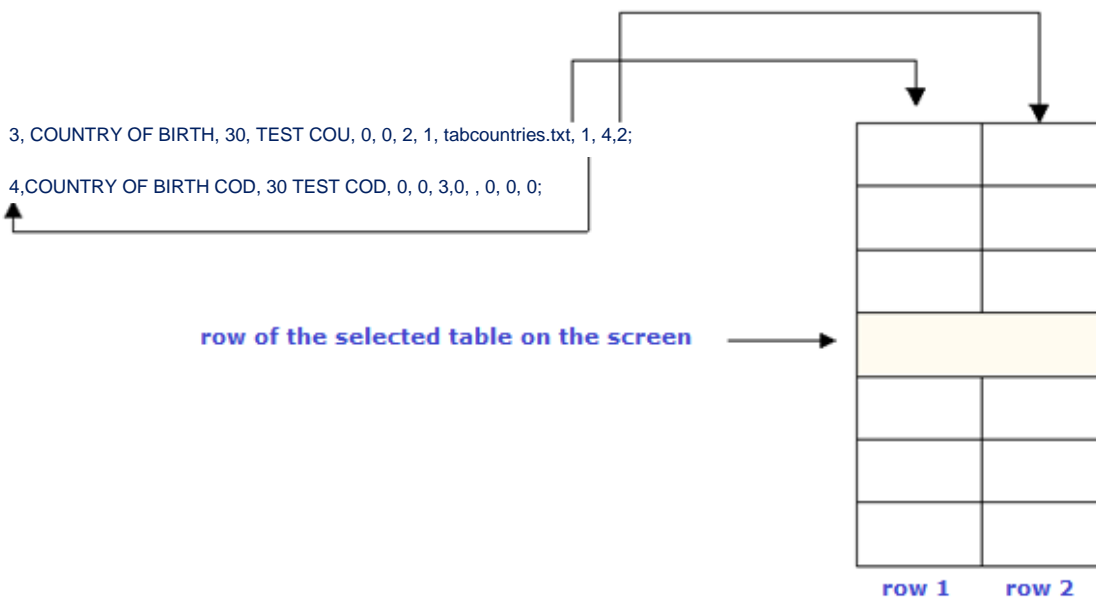 3, COUNTRY OF BIRTH, 30, TEST COU, 0, 0, 2, 1, tabcountries.txt, 1, 4,2;
4,COUNTRY OF BIRTH COD, 30 TEST COD, 0, 0, 3,0, , 0, 0, 0;
row of the selected table on the screen
row 1 row 2